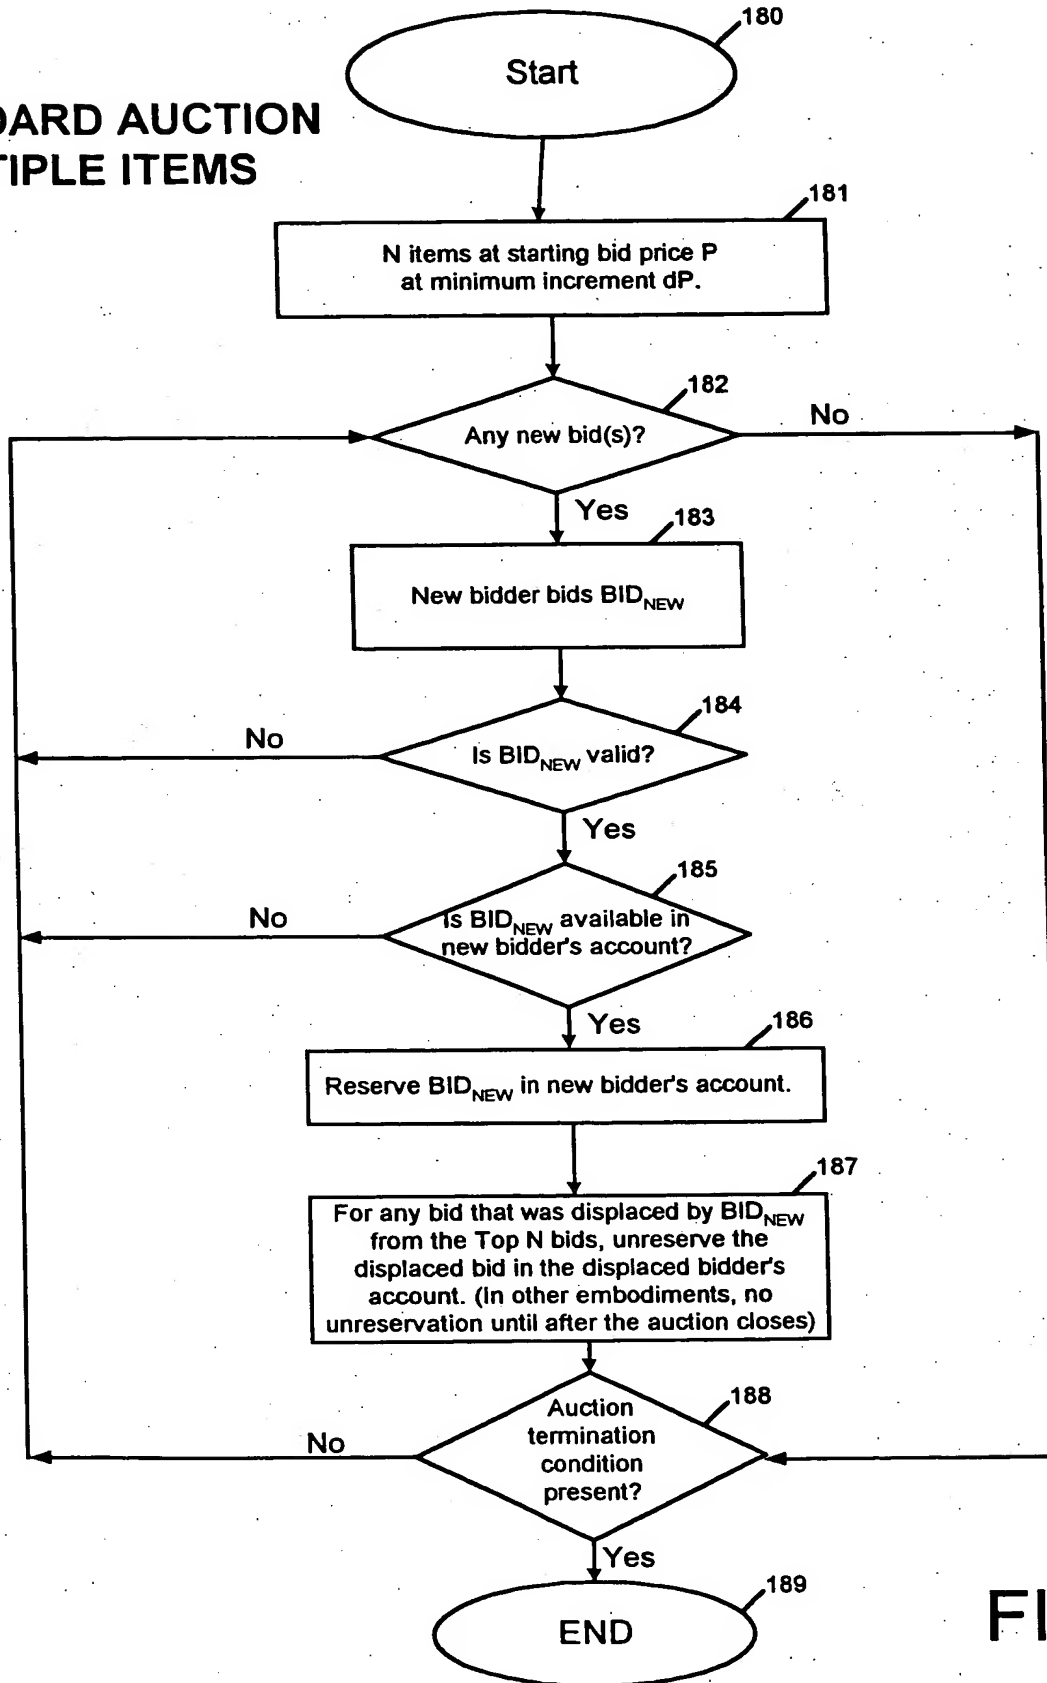 180
Start
DARD AUCTION
TIPLE ITEMS
181
N items at starting bid price P
at minimum increment dP.
182
No
Any new bid(s)?
Yes
183
New bidder bids BID_NEW
184
No
Is BID_NEW valid?
Yes
185
No
Is BID_NEW available in
new bidder's account?
Yes
186
Reserve BID_NEW in new bidder's account.
187
For any bid that was displaced by BID_NEW
from the Top N bids, unreserve the
displaced bid in the displaced bidder's
account. (In other embodiments, no
unreservation until after the auction closes)
188
Auction
termination
condition
present?
No
Yes
189
END
FI